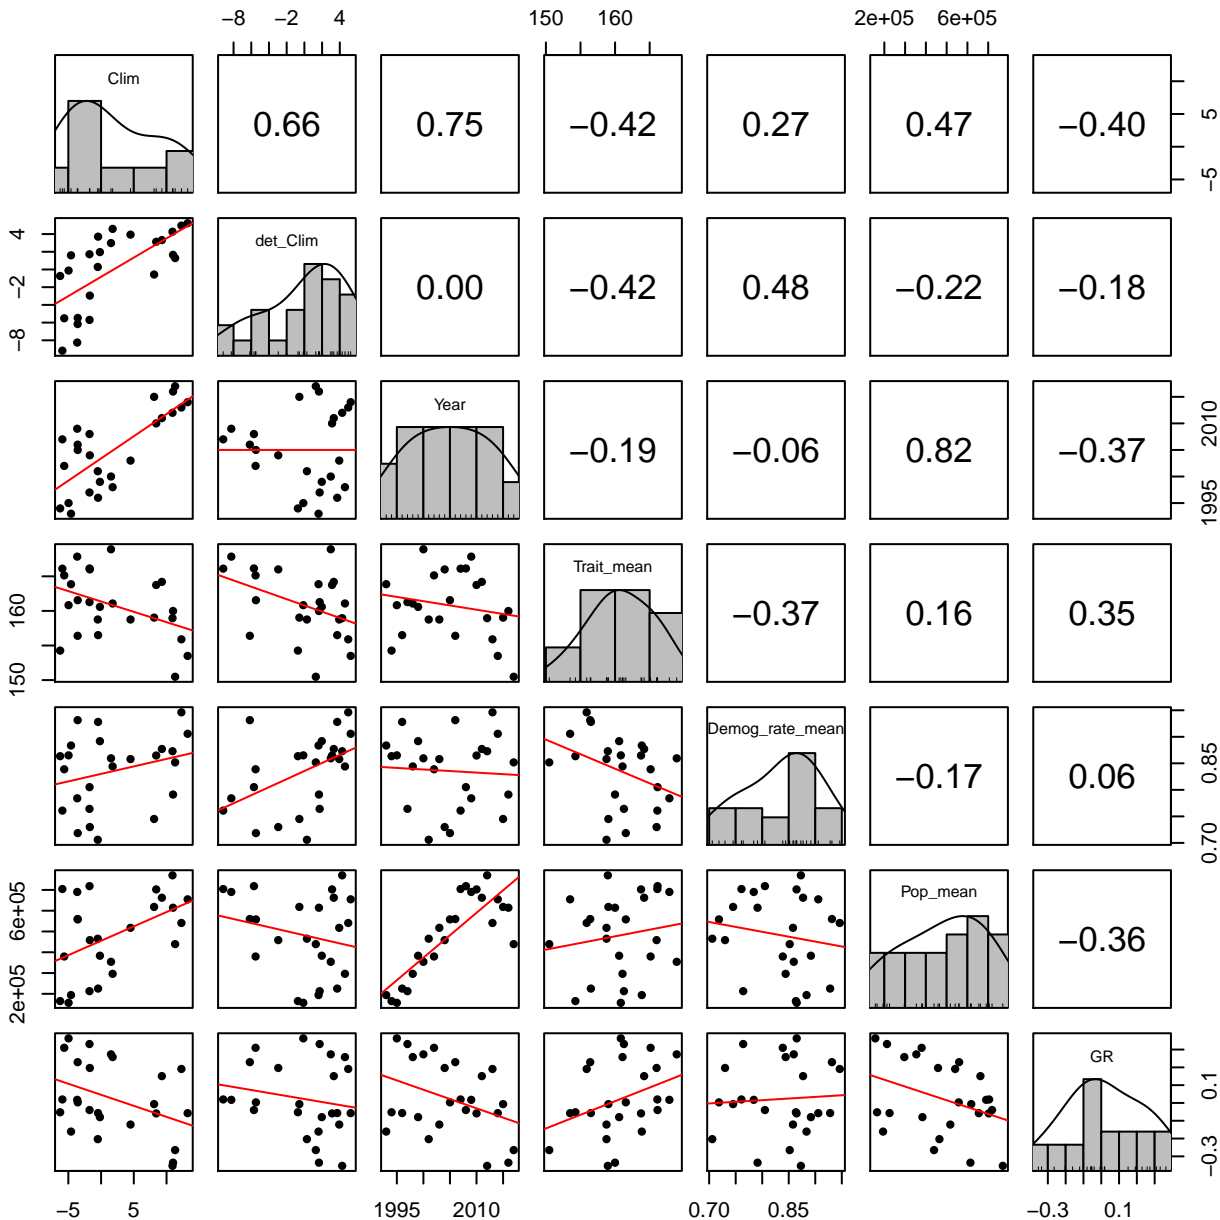 −8 −2 4 150 160 2e+05 6e+05
Clim 0.66 0.75 −0.42 0.27 0.47 −0.40 −5 5
−8 −2 4 det_Clim 0.00 −0.42 0.48 −0.22 −0.18
Year −0.19 −0.06 0.82 −0.37 1995 2010
150 160 Trait_mean −0.37 0.16 0.35
Demog_rate_mean −0.17 0.06 0.70 0.85
2e+05 6e+05 Pop_mean −0.36
GR −0.3 0.1
−5 5 1995 2010 0.70 0.85 −0.3 0.1